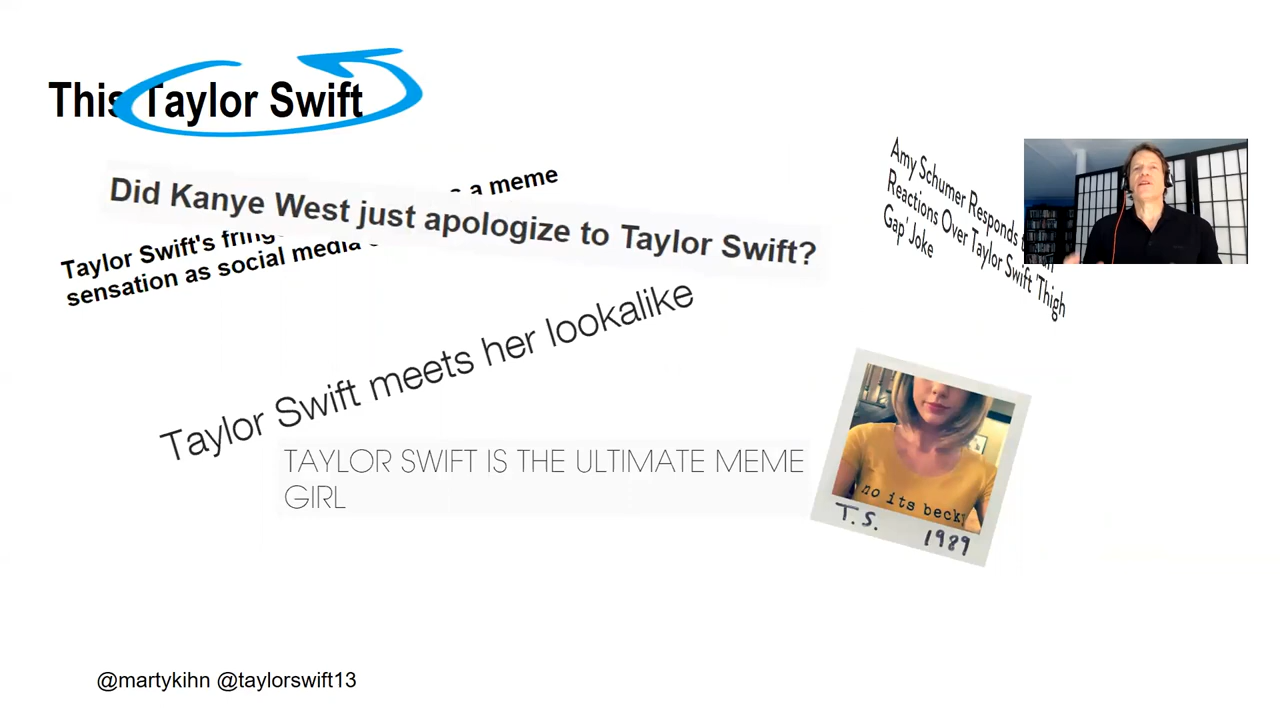 This Taylor Swift
Did Kanye West just apologize to Taylor Swift?
a meme
Taylor Swift's fring
sensation as social media
Amy Schumer Responds
Reactions Over Taylor Swift 'Thigh
Gap' Joke
Taylor Swift meets her lookalike
TAYLOR SWIFT IS THE ULTIMATE MEME
GIRL
no its becky
T.S. 1989
@martykihn @taylorswift13